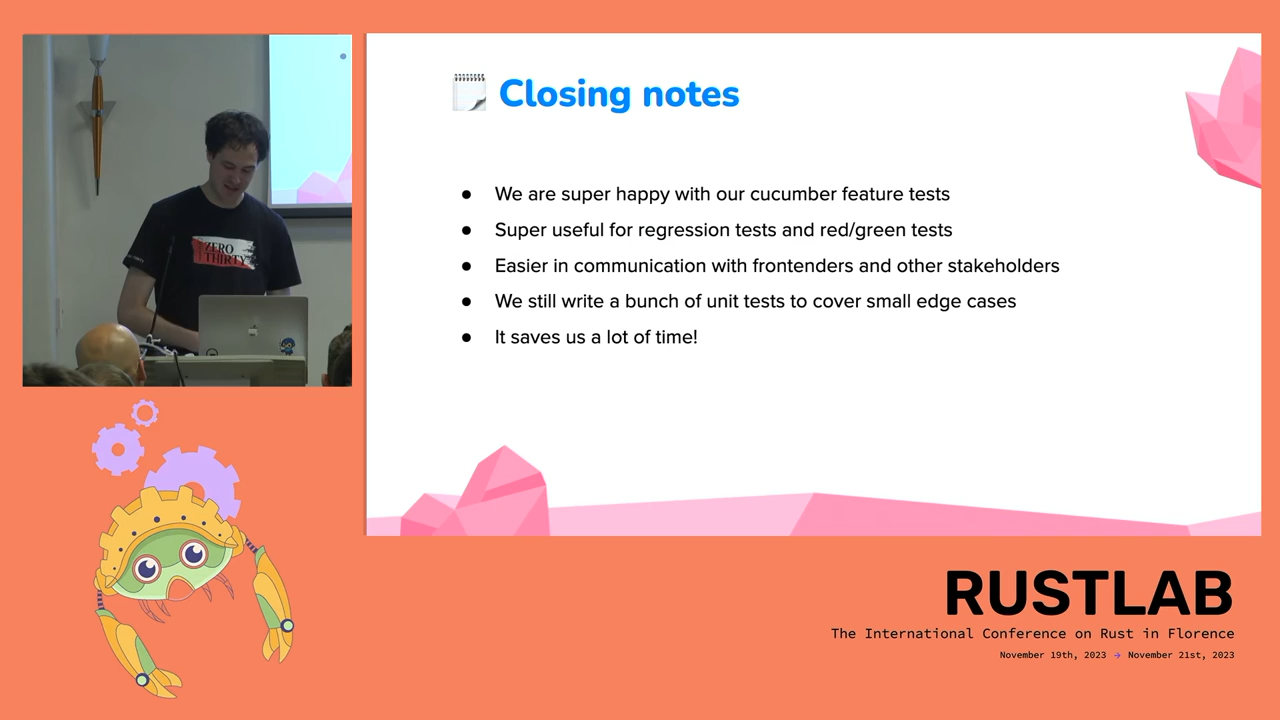 Closing notes
● We are super happy with our cucumber feature tests
● Super useful for regression tests and red/green tests
● Easier in communication with frontenders and other stakeholders
● We still write a bunch of unit tests to cover small edge cases
● It saves us a lot of time!
ZERO
THIRTY
RUSTLAB
The International Conference on Rust in Florence
November 19th, 2023 → November 21st, 2023